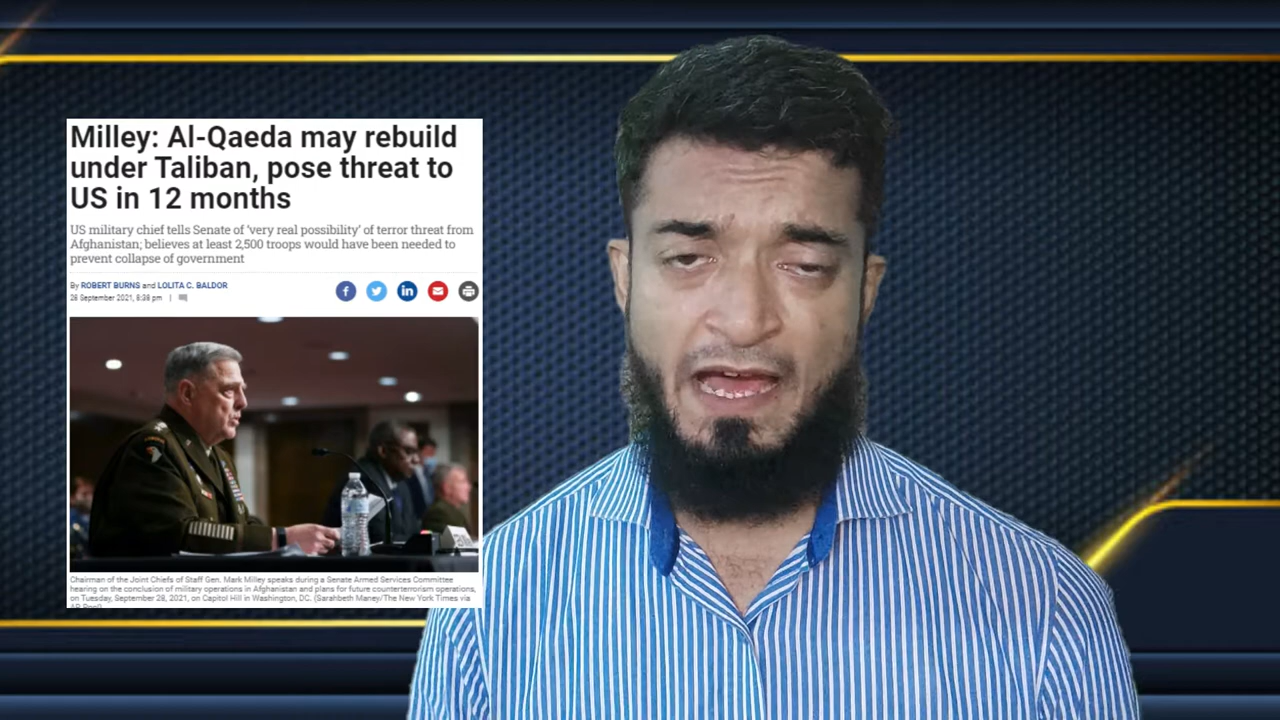 Milley: Al-Qaeda may rebuild
under Taliban, pose threat to
US in 12 months
US military chief tells Senate of 'very real possibility' of terror threat from
Afghanistan; believes at least 2,500 troops would have been needed to
prevent collapse of government
By ROBERT BURNS and LOLITA C. BALDOR
28 September 2021, 8:38 pm |
Chairman of the Joint Chiefs of Staff Gen. Mark Milley speaks during a Senate Armed Services Committee
hearing on the conclusion of military operations in Afghanistan and plans for future counterterrorism operations,
on Tuesday, September 28, 2021, on Capitol Hill in Washington, DC. (Sarahbeth Maney/The New York Times via
AP, Pool)